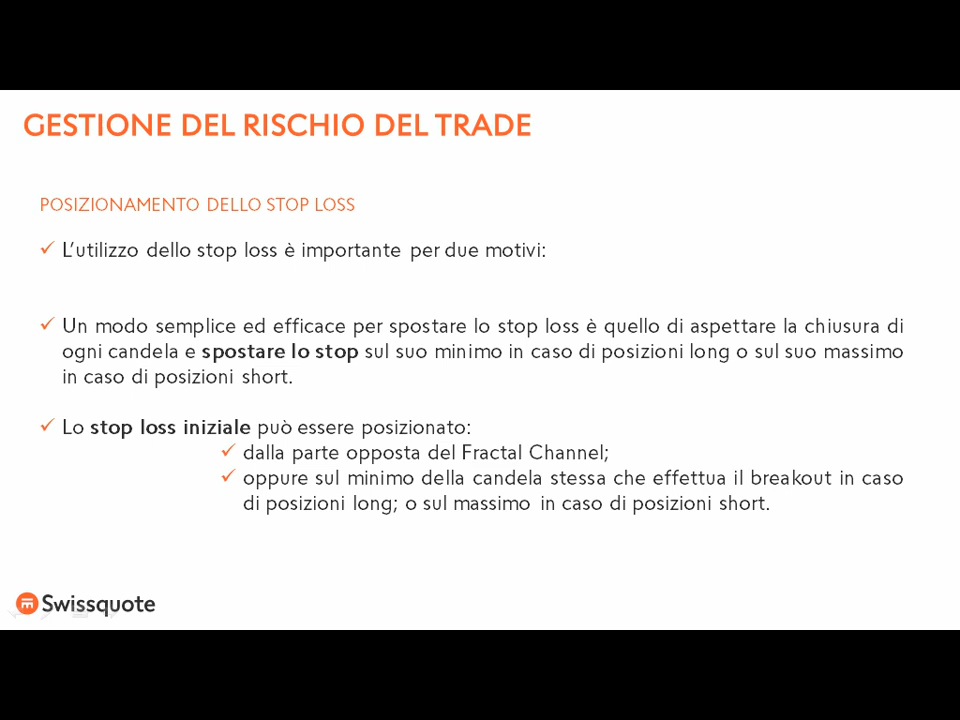 GESTIONE DEL RISCHIO DEL TRADE
POSIZIONAMENTO DELLO STOP LOSS
✓ L'utilizzo dello stop loss è importante per due motivi:
✓ Un modo semplice ed efficace per spostare lo stop loss è quello di aspettare la chiusura di
ogni candela e spostare lo stop sul suo minimo in caso di posizioni long o sul suo massimo
in caso di posizioni short.
✓ Lo stop loss iniziale può essere posizionato:
✓ dalla parte opposta del Fractal Channel;
✓ oppure sul minimo della candela stessa che effettua il breakout in caso
di posizioni long; o sul massimo in caso di posizioni short.
Swissquote